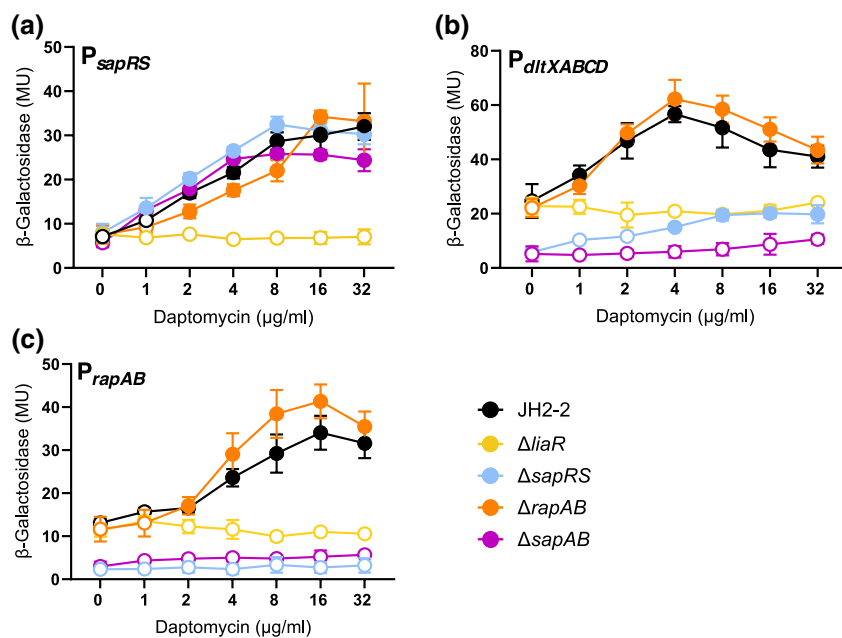 (a)
P sapRS
50
40
30
20
10
0
β-Galactosidase (MU)
0 1 2 4 8 16 32
Daptomycin (µg/ml)
(b)
P dltXABCD
80
60
40
20
0
β-Galactosidase (MU)
0 1 2 4 8 16 32
Daptomycin (µg/ml)
(c)
P rapAB
50
40
30
20
10
0
β-Galactosidase (MU)
0 1 2 4 8 16 32
Daptomycin (µg/ml)
JH2-2
ΔliaR
ΔsapRS
ΔrapAB
ΔsapAB